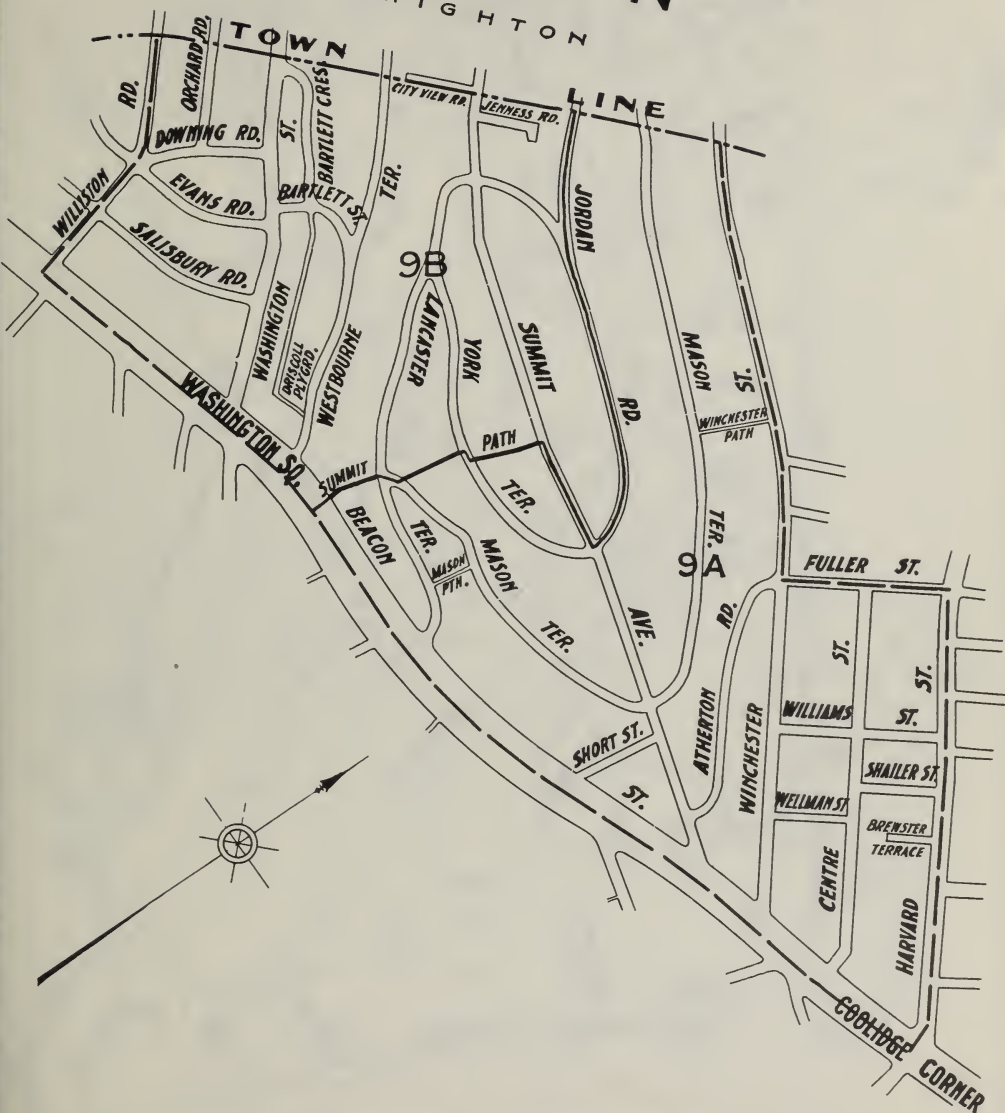 N
IGHTON
TOWN LINE
RD.
ORCHARD RD.
ST.
BARTLETT CRES.
CITY VIEW RD.
JENNESS RD.
DOWNING RD.
EVANS RD.
BARTLETT ST.
TER.
WILLISTON
SALISBURY RD.
JORDAN
9B
WASHINGTON
DRISCOLL
PLYGRD.
WESTBOURNE
LANCASTER
YORK
SUMMIT
MASON
ST.
RD.
WINCHESTER
PATH
WASHINGTON SQ.
SUMMIT
PATH
TER.
BEACON
TER.
MASON
PTH.
MASON
TER.
9A
FULLER ST.
TER.
AVE.
RD.
ATHERTON
WINCHESTER
ST.
ST.
WILLIAMS ST.
SHORT ST.
ST.
SHAILER ST.
WELLMAN ST.
BREWSTER
TERRACE
CENTRE
HARVARD
COOLIDGE CORNER